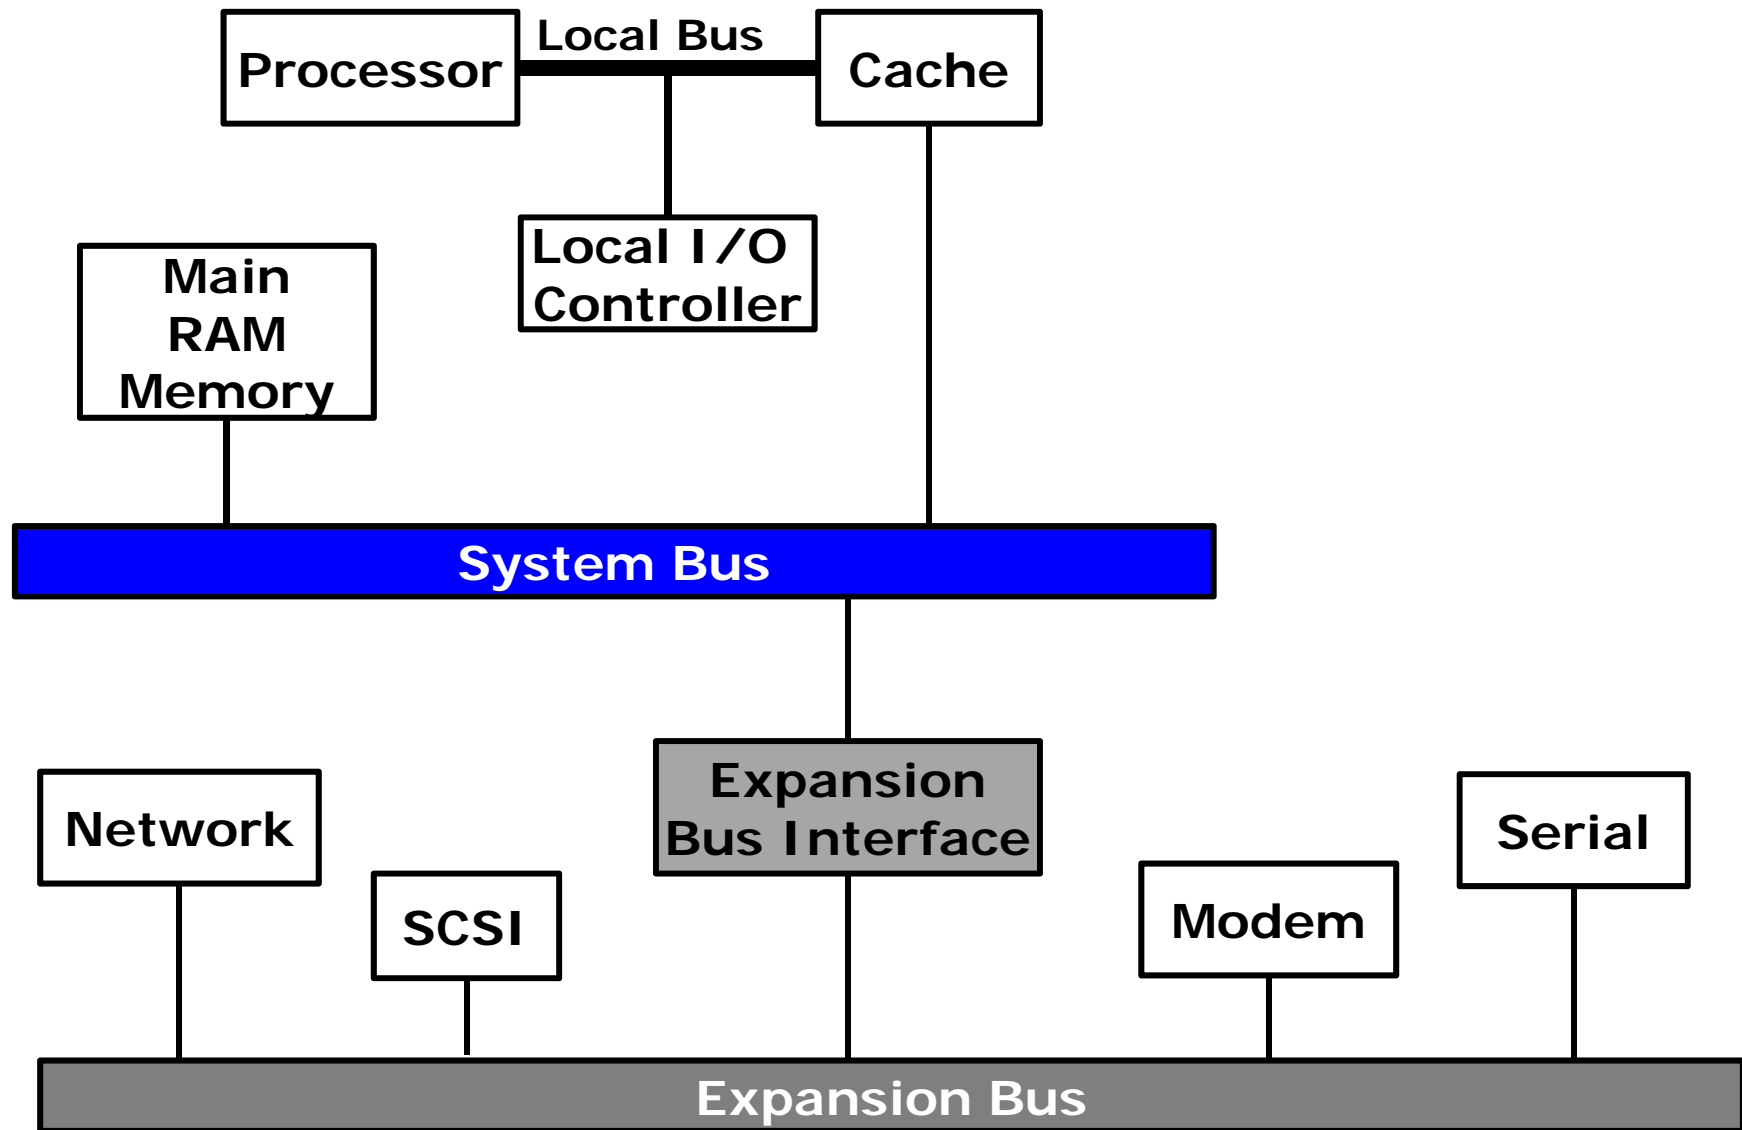 Local Bus
Processor
Cache
Local I/O
Controller
Main
RAM
Memory
System Bus
Expansion
Bus Interface
Network
Serial
SCSI
Modem
Expansion Bus